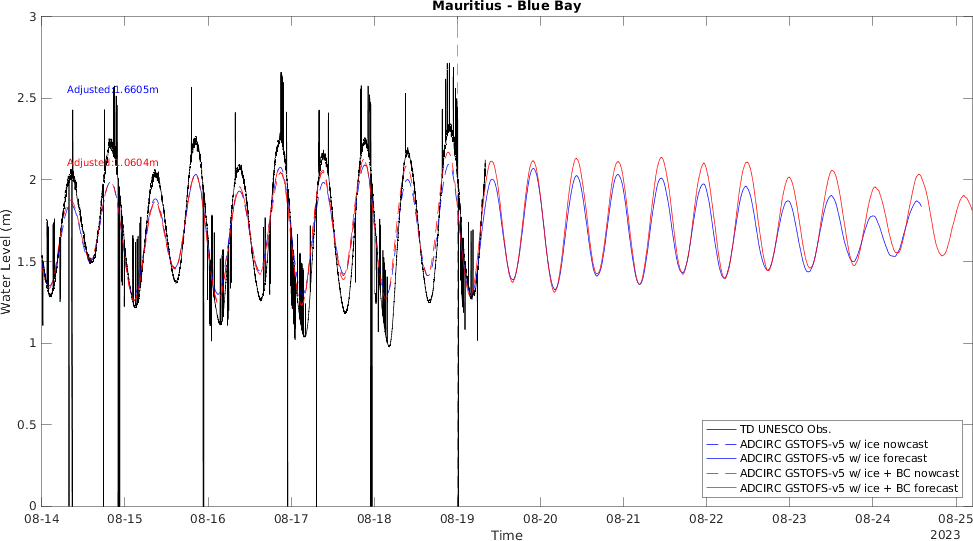 Mauritius - Blue Bay
3
2.5
2
1.5
1
0.5
0
Water Level (m)
Adjusted:1.6605m
Adjusted:1.0604m
TD UNESCO Obs.
ADCIRC GSTOFS-v5 w/ ice nowcast
ADCIRC GSTOFS-v5 w/ ice forecast
ADCIRC GSTOFS-v5 w/ ice + BC nowcast
ADCIRC GSTOFS-v5 w/ ice + BC forecast
08-14 08-15 08-16 08-17 08-18 08-19 08-20 08-21 08-22 08-23 08-24 08-25
Time
2023